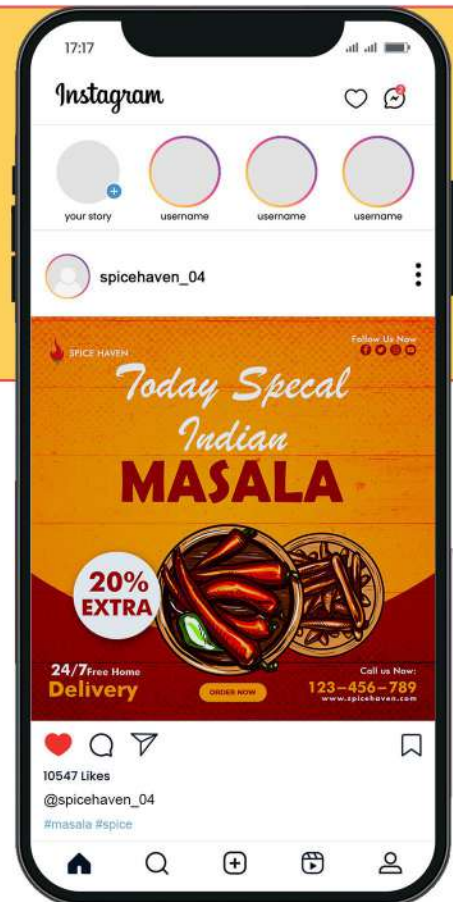 17:17
Instagram
2
your story
username
username
username
spicehaven_04
SPICE HAVEN
Follow Us Now
Today Specal
Indian
MASALA
20%
EXTRA
24/7Free Home
Delivery
ORDER NOW
Call us Now:
123-456-789
www.spicehaven.com
10547 Likes
@spicehaven_04
#masala #spice